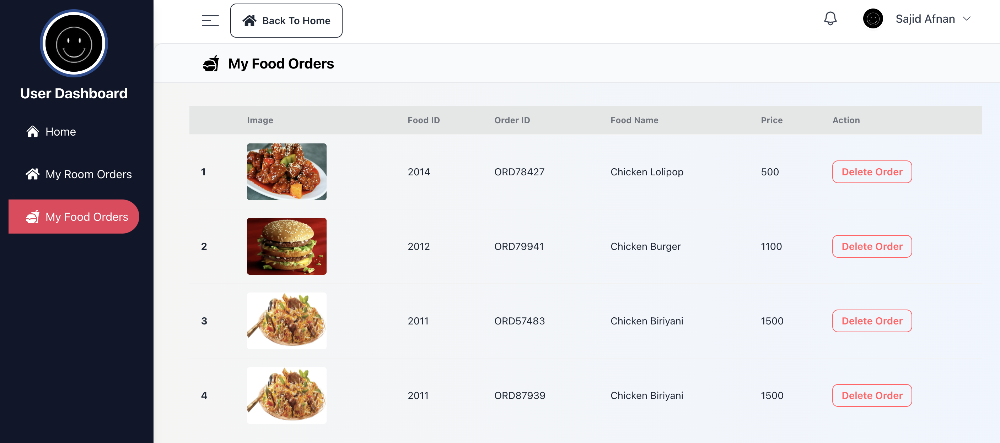 User Dashboard
Home
My Room Orders
My Food Orders
Back To Home
Sajid Afnan
My Food Orders
Image Food ID Order ID Food Name Price Action
1 2014 ORD78427 Chicken Lolipop 500 Delete Order
2 2012 ORD79941 Chicken Burger 1100 Delete Order
3 2011 ORD57483 Chicken Biriyani 1500 Delete Order
4 2011 ORD87939 Chicken Biriyani 1500 Delete Order